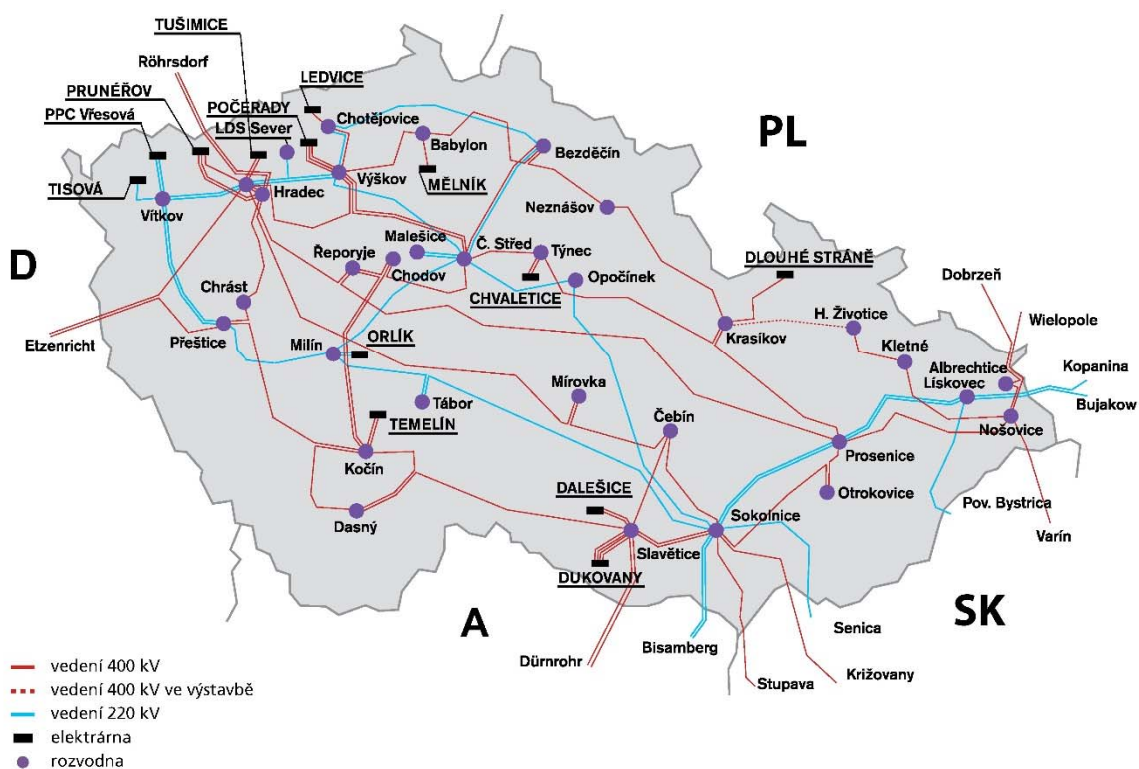 TUŠIMICE
Röhrsdorf
LEDVICE
PRUNÉŘOV
POČERADY
PPC Vřesová
LDS Sever
Chotějovice
Babylon
Bezděčín
PL
TISOVÁ
Výškov
MĚLNÍK
Hradec
Vítkov
Neznášov
Malešice
Č. Střed
Týnec
D
Řeporyje
Chodov
Opočínek
DLOUHÉ STRÁNĚ
Dobrzeń
CHVALETICE
Chrást
Krasíkov
H. Životice
Wielopole
Etzenricht
Přeštice
Milín
ORLÍK
Kletné
Kopanina
Albrechtice
Lískovec
Mírovka
Bujakow
Tábor
Čebín
Nošovice
TEMELÍN
Kočín
Prosenice
DALEŠICE
Otrokovice
Pov. Bystrica
Dasný
Sokolnice
Varín
Slavětice
DUKOVANY
SK
A
Senica
Bisamberg
Dürnrohr
Križovany
Stupava
vedení 400 kV
vedení 400 kV ve výstavbě
vedení 220 kV
elektrárna
rozvodna